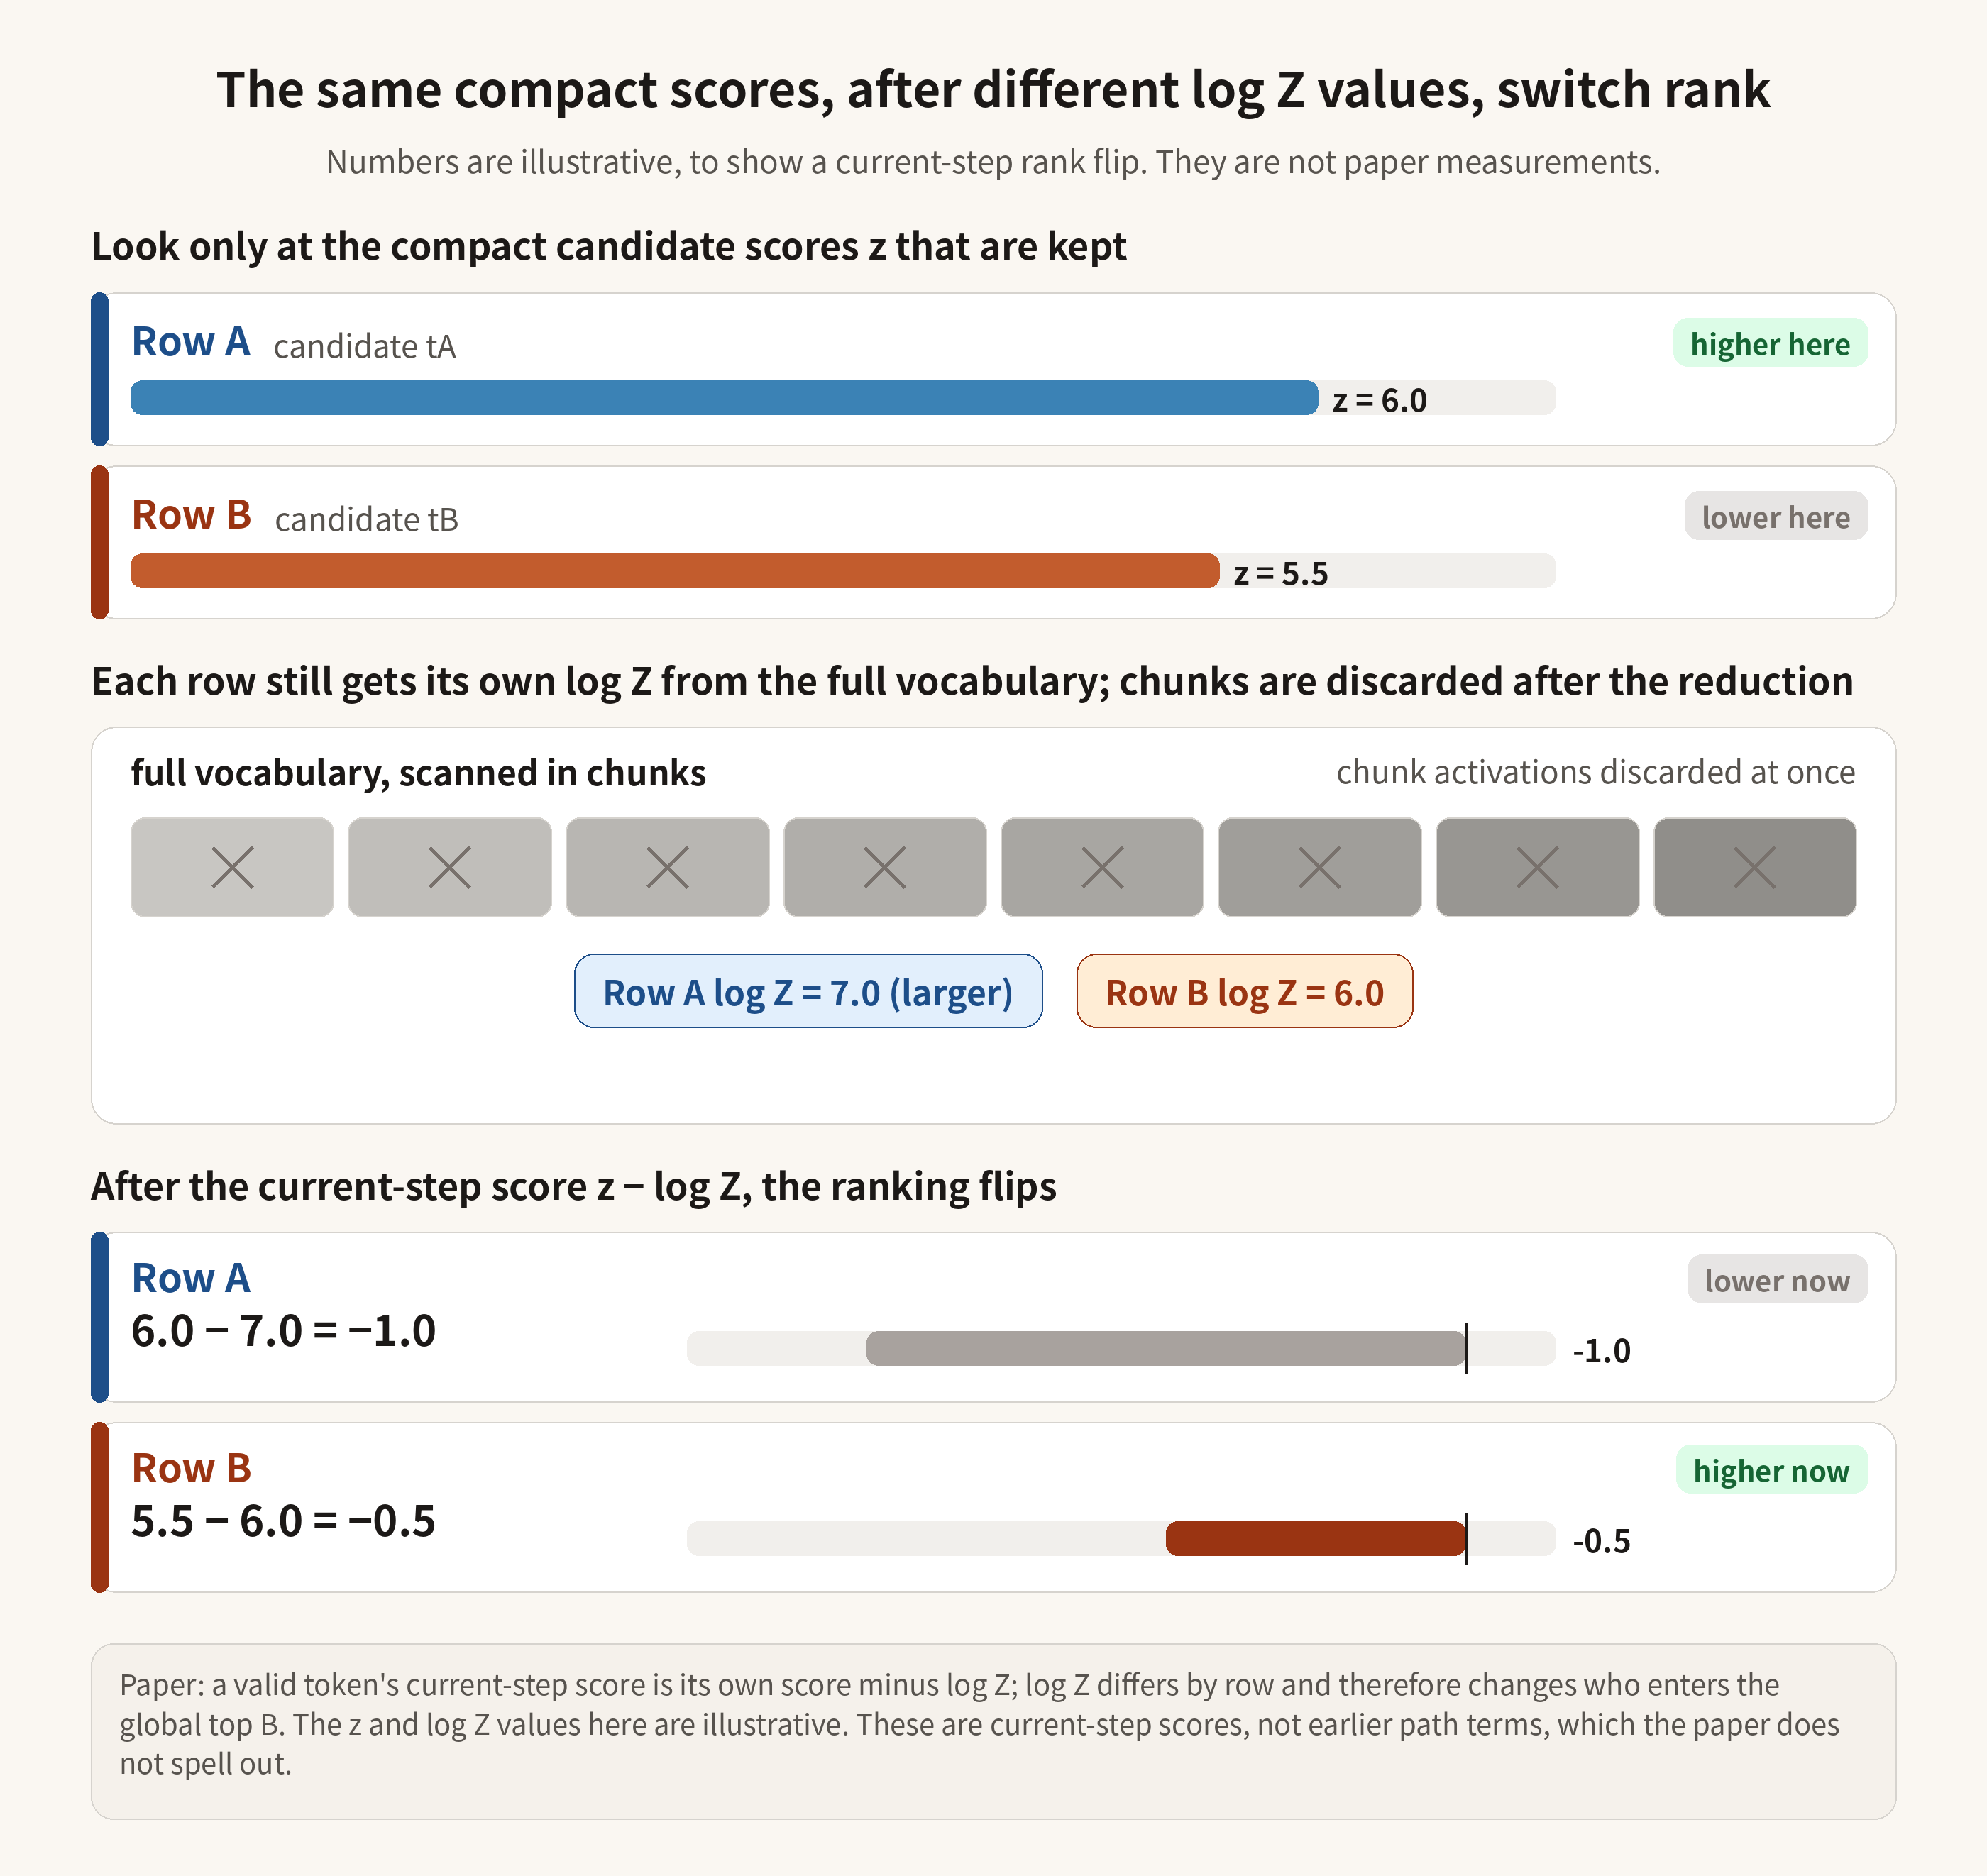 The same compact scores, after different log Z values, switch rank
Numbers are illustrative, to show a current-step rank flip. They are not paper measurements.
Look only at the compact candidate scores z that are kept
Row A candidate tA
higher here
z = 6.0
Row B candidate tB
lower here
z = 5.5
Each row still gets its own log Z from the full vocabulary; chunks are discarded after the reduction
full vocabulary, scanned in chunks
chunk activations discarded at once
Row A log Z = 7.0 (larger)
Row B log Z = 6.0
After the current-step score z − log Z, the ranking flips
Row A
lower now
6.0 − 7.0 = −1.0
-1.0
Row B
higher now
5.5 − 6.0 = −0.5
-0.5
Paper: a valid token's current-step score is its own score minus log Z; log Z differs by row and therefore changes who enters the
global top B. The z and log Z values here are illustrative. These are current-step scores, not earlier path terms, which the paper does
not spell out.